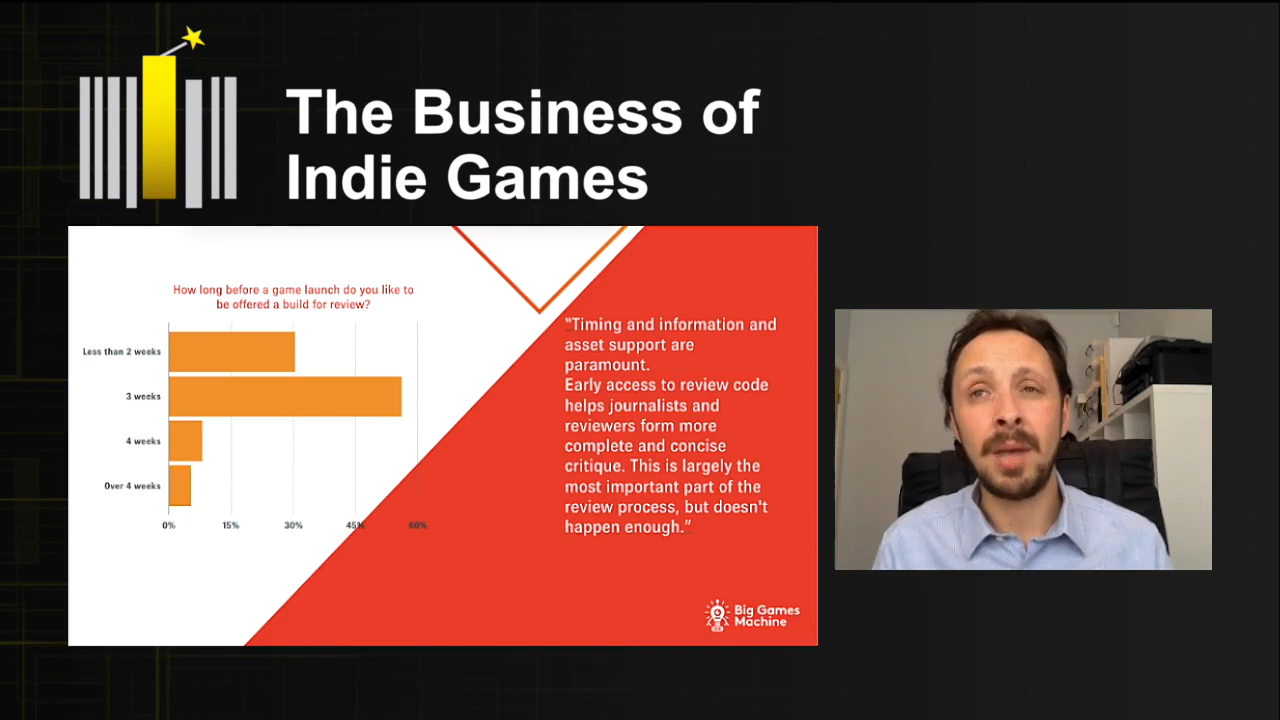 The Business of
Indie Games
How long before a game launch do you like to
be offered a build for review?
Less than 2 weeks
3 weeks
4 weeks
Over 4 weeks
0%
15%
30%
45%
60%
"Timing and information and
asset support are
paramount.
Early access to review code
helps journalists and
reviewers form more
complete and concise
critique. This is largely the
most important part of the
review process, but doesn't
happen enough."
Big Games
Machine